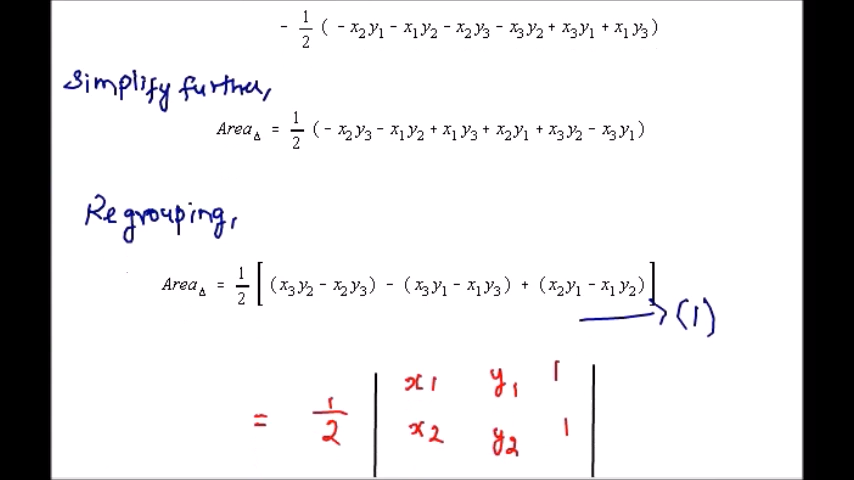 - 1/2 ( - x₂y₁ - x₁y₂ - x₂y₃ - x₃y₂ + x₃y₁ + x₁y₃ )
Simplify further,
Area△ = 1/2 ( - x₂y₃ - x₁y₂ + x₁y₃ + x₂y₁ + x₃y₂ - x₃y₁ )
Regrouping,
Area△ = 1/2 [ ( x₃y₂ - x₂y₃ ) - ( x₃y₁ - x₁y₃ ) + ( x₂y₁ - x₁y₂ ) ]
→ (1)
= 1/2 | x1 y₁ 1 |
| x2 y₂ 1 |